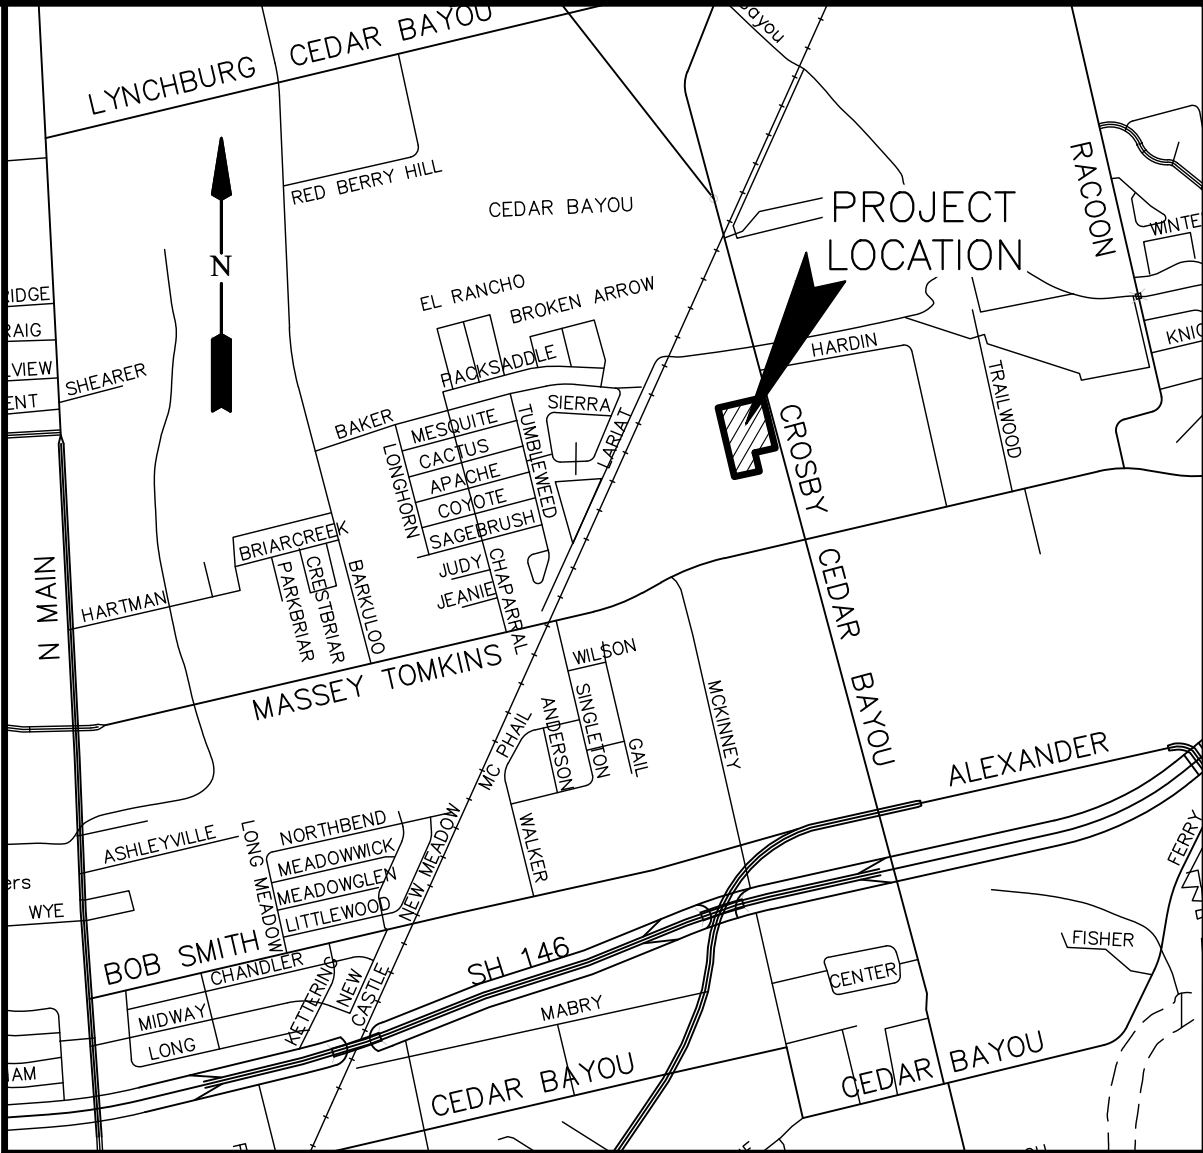 LYNCHBURG CEDAR BAYOU
Bayou
RED BERRY HILL
CEDAR BAYOU
RACOON
PROJECT
LOCATION
N
EL RANCHO
BROKEN ARROW
RIDGE
RAIG
LVIEW
ENT
SHEARER
PACKSADDLE
HARDIN
TRAILWOOD
BAKER
MESQUITE
SIERRA
TUMBLEWEED
LARIAT
CROSBY
CEDAR BAYOU
LONGHORN
CACTUS
APACHE
COYOTE
SAGEBRUSH
JUDY
JEANIE
CHAPARRAL
BRIARCREEK
PARKBRIAR
CRESTBRIAR
BARKULOO
HARTMAN
N MAIN
MASSEY TOMKINS
WILSON
SINGLETON
ANDERSON
GAIL
MCKINNEY
MC PHAIL
WALKER
ALEXANDER
FERRY
ASHLEYVILLE
LONG MEADOW
NORTHBEND
MEADOWWICK
MEADOWGLEN
LITTLEWOOD
NEW MEADOW
ers
WYE
BOB SMITH
CHANDLER
KETTERING
NEW
CASTLE
MIDWAY
LONG
SH 146
MABRY
CENTER
FISHER
CEDAR BAYOU
CEDAR BAYOU